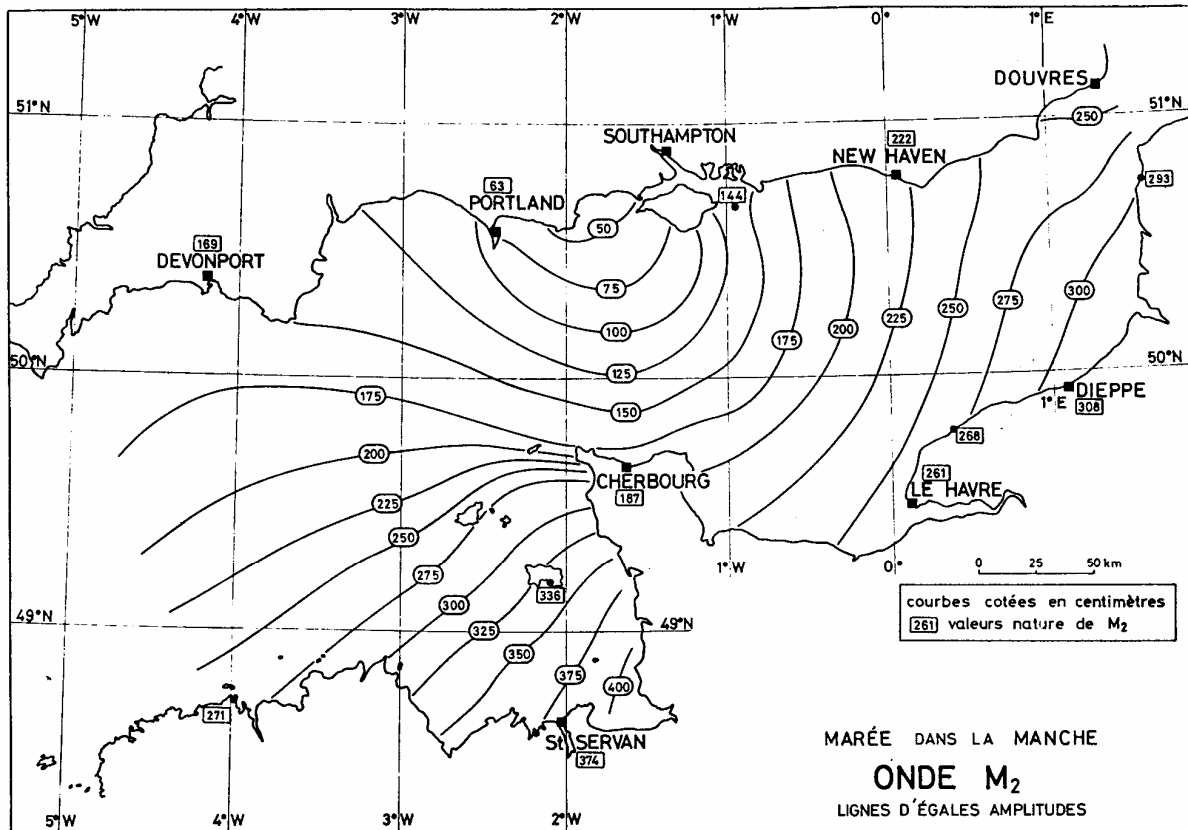 5°W
4°W
3°W
2°W
1°W
0°
1°E
DOUVRES
51°N
51°N
250
SOUTHAMPTON
222
NEW HAVEN
293
63
PORTLAND
144
50
169
DEVONPORT
75
275
300
100
250
225
200
175
125
50°N
50°N
150
175
DIEPPE
1°E
308
200
268
CHERBOURG
187
261
LE HAVRE
225
250
275
1°W
0°
0 25 50 km
336
300
courbes cotées en centimètres
261 valeurs nature de M₂
49°N
49°N
325
350
375
400
271
St SERVAN
374
MARÉE DANS LA MANCHE
ONDE M₂
LIGNES D'ÉGALES AMPLITUDES
5°W
4°W
3°W
2°W